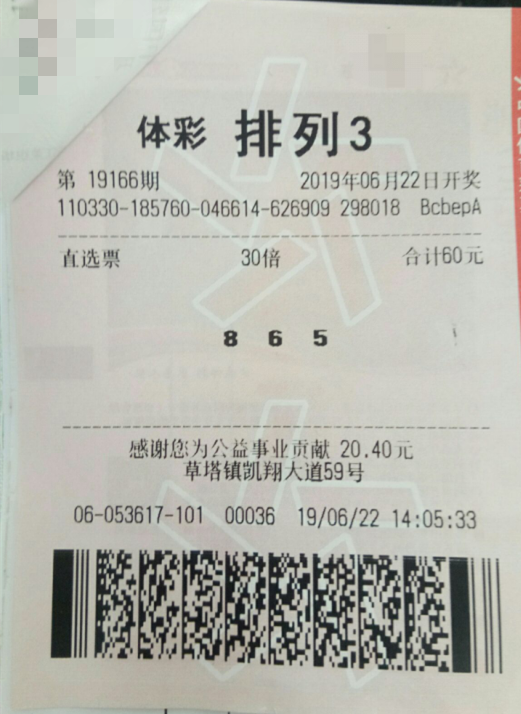 体彩 排列3
第 19166期 2019年06月22日开奖
110330-185760-046614-626909 298018 BcbepA
直选票 30倍 合计60元
8 6 5
感谢您为公益事业贡献 20.40元
草塔镇凯翔大道59号
06-053617-101 00036 19/06/22 14:05:33